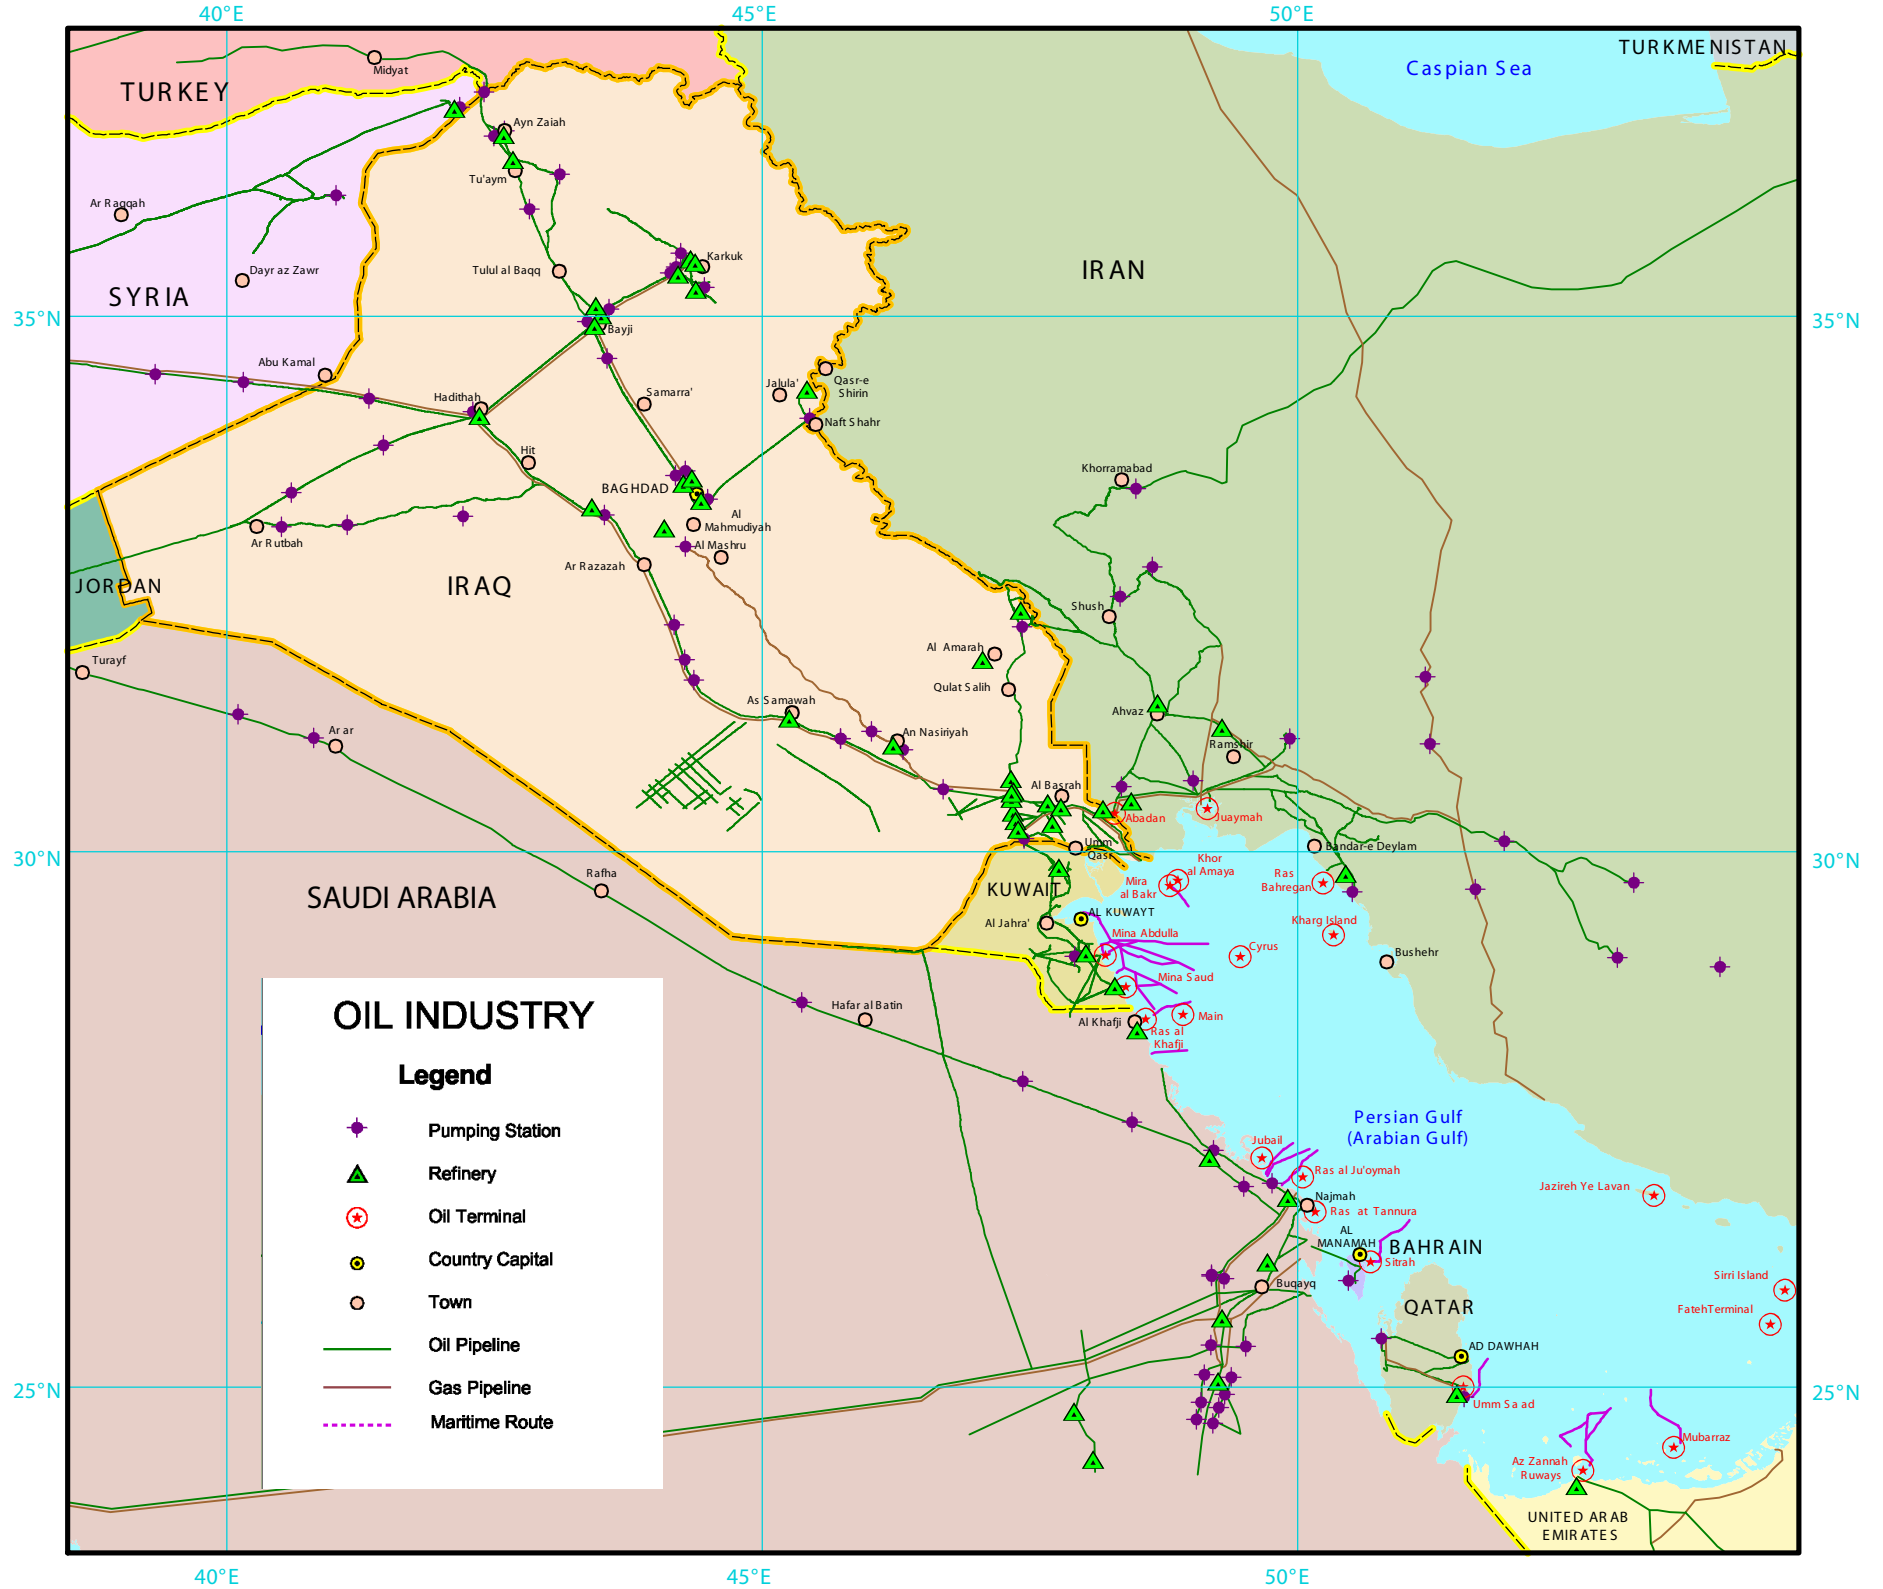 40°E
45°E
50°E
TURKMENISTAN
Caspian Sea
Midyat
TURKEY
Ayn Zaiah
Tu'aym
Ar Raqqah
Karkuk
Dayr az Zawr
Tulul al Baqq
IRAN
SYRIA
35°N
35°N
Bayji
Abu Kamal
Qasr-e
Shirin
Jalula'
Hadithah
Samarra'
Naft Shahr
Hit
Khorramabad
BAGHDAD
Al
Mahmudiyah
Ar Rutbah
Al Mashru
Ar Razazah
JORDAN
IRAQ
Shush
Al Amarah
Turayf
Qulat Salih
As Samawah
Ahvaz
Ar ar
An Nasiriyah
Ramshir
Al Basrah
Abadan
Juaymah
Umm
Qasr
Bandar-e Deylam
30°N
30°N
Khor
al Amaya
Rafha
Mira
al Bakr
Ras
Bahregan
SAUDI ARABIA
KUWAIT
AL KUWAYT
Al Jahra'
Kharg Island
Mina Abdulla
Cyrus
Bushehr
Mina Saud
Hafar al Batin
Al Khafji
Main
Ras al
Khafji
OIL INDUSTRY
Legend
Pumping Station
Refinery
Oil Terminal
Country Capital
Town
Oil Pipeline
Gas Pipeline
Maritime Route
Persian Gulf
(Arabian Gulf)
Jubail
Ras al Ju'oymah
Jazireh Ye Lavan
Najmah
Ras at Tannura
AL
MANAMAH
BAHRAIN
Sitrah
Buqayq
Sirri Island
QATAR
FatehTerminal
AD DAWHAH
25°N
25°N
Umm Sa ad
Mubarraz
Az Zannah
Ruways
UNITED ARAB
EMIRATES
40°E
45°E
50°E